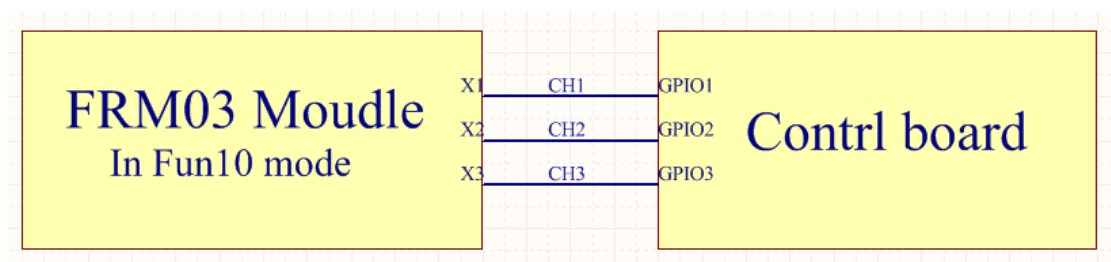 FRM03 Moudle
In Fun10 mode
X1 CH1 GPIO1
X2 CH2 GPIO2
X3 CH3 GPIO3
Contrl board